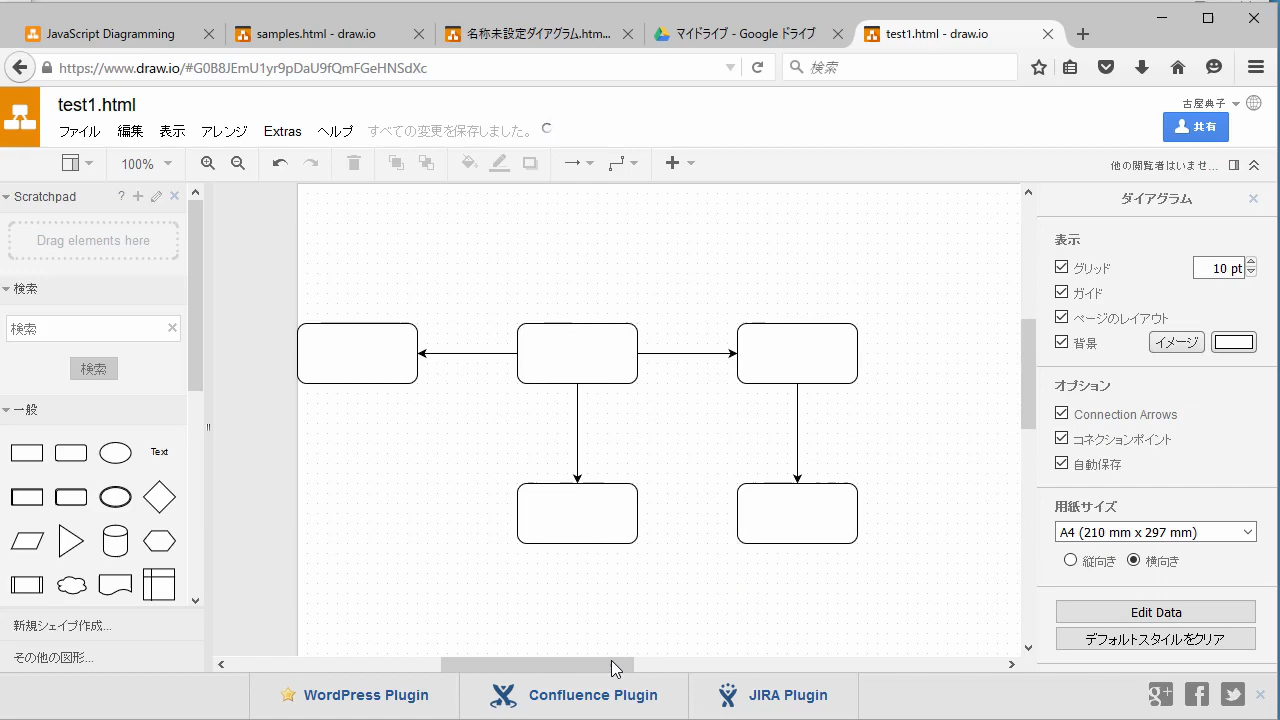 JavaScript Diagramming
samples.html - draw.io
名称未設定ダイアグラム.htm...
マイドライブ - Google ドライブ
test1.html - draw.io
https://www.draw.io/#G0B8JEmU1yr9pDaU9fQmFGeHNSdXc
検索
test1.html
古屋典子
ファイル 編集 表示 アレンジ Extras ヘルプ すべての変更を保存しました。
共有
100%
他の閲覧者はいませ...
Scratchpad
?
ダイアグラム
Drag elements here
表示
グリッド
10 pt
検索
ガイド
検索
ページのレイアウト
背景
イメージ
検索
オプション
一般
Connection Arrows
コネクションポイント
Text
自動保存
用紙サイズ
A4 (210 mm x 297 mm)
縦向き
横向き
Edit Data
新規シェイプ作成...
デフォルトスタイルをクリア
その他の図形...
WordPress Plugin
Confluence Plugin
JIRA Plugin
g+